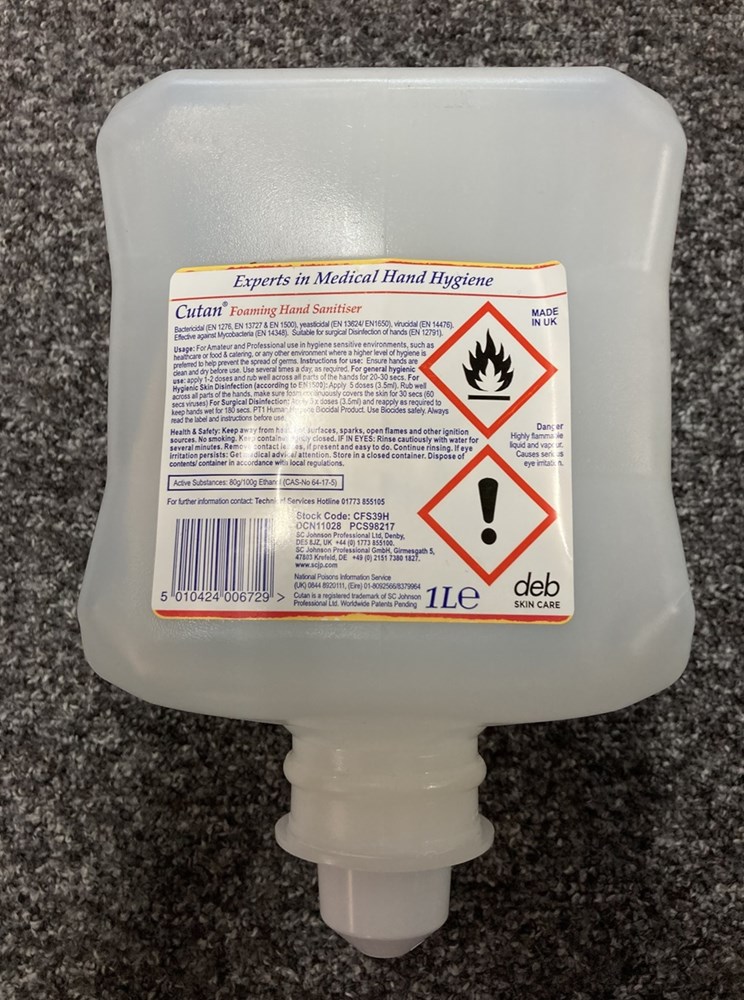 Experts in Medical Hand Hygiene
Cutan® Foaming Hand Sanitiser
Bactericidal (EN 1276, EN 13727 & EN 1500), yeasticidal (EN 13624/ EN1650), virucidal (EN 14476).
Effective against Mycobacteria (EN 14348). Suitable for surgical Disinfection of hands (EN 12791).
Usage: For Amateur and Professional use in hygiene sensitive environments, such as
healthcare or food & catering, or any other environment where a higher level of hygiene is
preferred to help prevent the spread of germs. Instructions for use: Ensure hands are
clean and dry before use. Use several times a day, as required. For general hygienic
use: apply 1-2 doses and rub well across all parts of the hands for 20-30 secs. For
Hygienic Skin Disinfection (according to EN1500): Apply 5 doses (3.5ml). Rub well
across all parts of hands, make sure foam continuously covers the skin for 30 secs (60
secs viruses) For Surgical Disinfection: doses (3.5ml) and reapply as required to
keep hands wet for 180 secs. PT1 Human Hygiene Biocidal Product. Use Biocides safely. Always
read the label and instructions before use.
Health & Safety: Keep away from heat, hot surfaces, sparks, open flames and other ignition
sources. No smoking. Keep container tightly closed. IF IN EYES: Rinse cautiously with water for
several minutes. Remove contact lenses, if present and easy to do. Continue rinsing. If eye
irritation persists: Get medical advice/ attention. Store in a closed container. Dispose of
contents/ container in accordance with local regulations.
Active Substances: 80g/100g Ethanol (CAS-No 64-17-5)
For further information contact: Technical Services Hotline 01773 855105
MADE
IN UK
Danger
Highly flammable
liquid and vapour.
Causes serious
eye irritation.
Stock Code: CFS39H
DCN11028 PCS98217
SC Johnson Professional Ltd, Denby,
DE5 8JZ, UK +44 (0) 1773 855100.
SC Johnson Professional GmbH, Girmesgath 5,
47803 Krefeld, DE +49 (0) 2151 7380 1827.
www.scjp.com
National Poisons Information Service
(UK) 0844 8920111, (Eire) 01-8092566/8379964
Cutan is a registered trademark of SC Johnson
Professional Ltd. Worldwide Patents Pending
5 010424 006729 >
1Le
deb
SKIN CARE